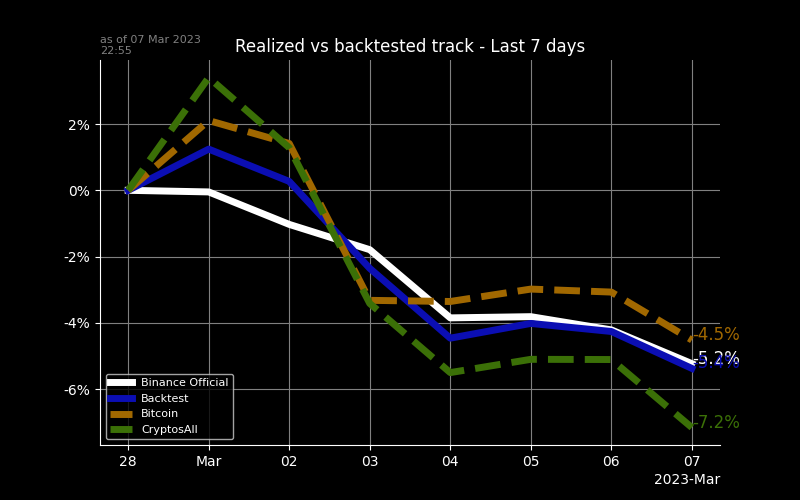 as of 07 Mar 2023
22:55
Realized vs backtested track - Last 7 days
2%
0%
-2%
-4%
-6%
-4.5%
-5.2%
-5.4%
-7.2%
Binance Official
Backtest
Bitcoin
CryptosAll
28 Mar 02 03 04 05 06 07
2023-Mar